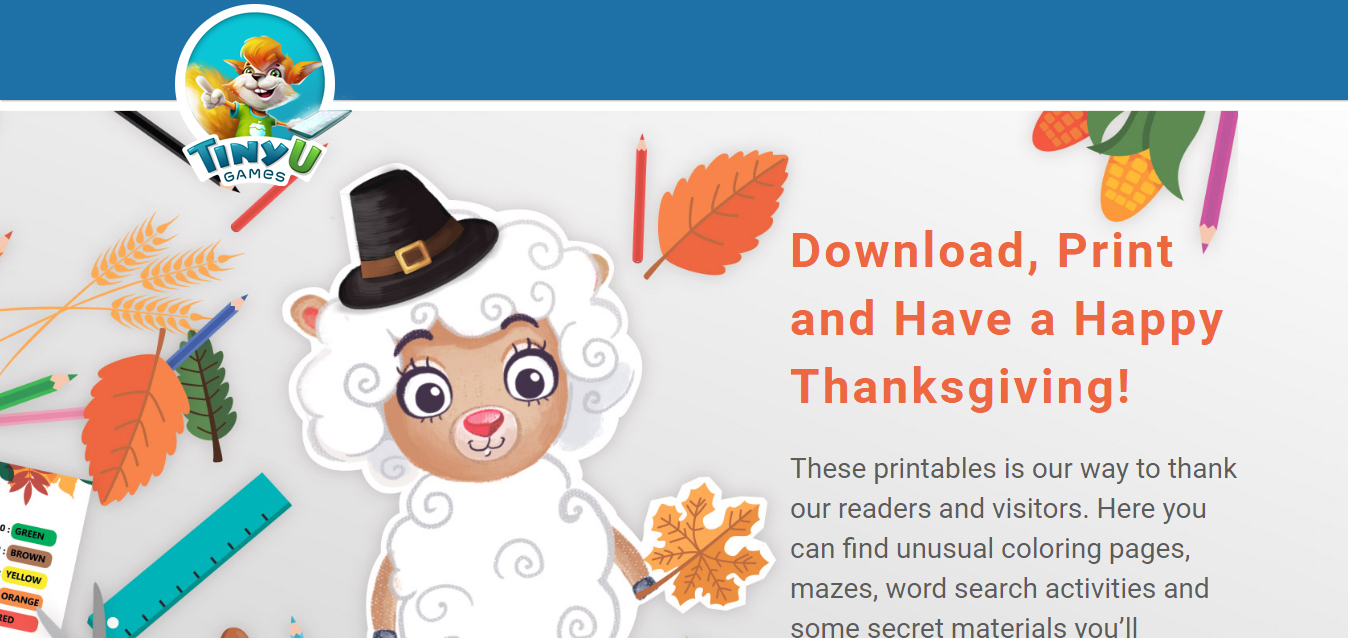 TINYU
GAMES
Download, Print
and Have a Happy
Thanksgiving!
These printables is our way to thank
our readers and visitors. Here you
can find unusual coloring pages,
mazes, word search activities and
some secret materials you’ll
0 : GREEN
: BROWN
YELLOW
ORANGE
RED